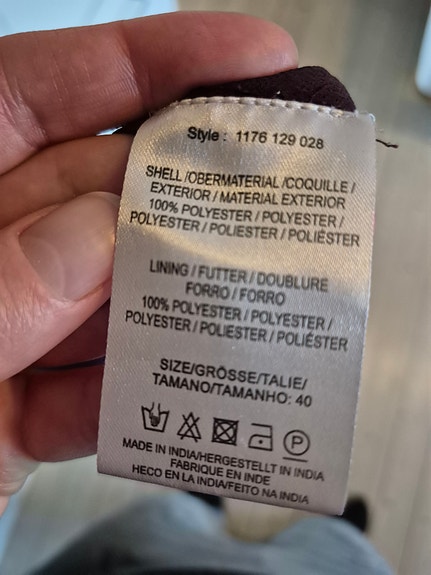 Style : 1176 129 028
SHELL /OBERMATERIAL /COQUILLE /
EXTERIOR / MATERIAL EXTERIOR
100% POLYESTER / POLYESTER /
POLYESTER / POLIESTER / POLIÉSTER
LINING / FUTTER / DOUBLURE
FORRO / FORRO
100% POLYESTER / POLYESTER /
POLYESTER / POLIESTER / POLIÉSTER
SIZE/GRÖSSE/TALIE/
TAMANO/TAMANHO: 40
P
MADE IN INDIA/HERGESTELLT IN INDIA
FABRIQUE EN INDE
HECO EN LA INDIA/FEITO NA INDIA